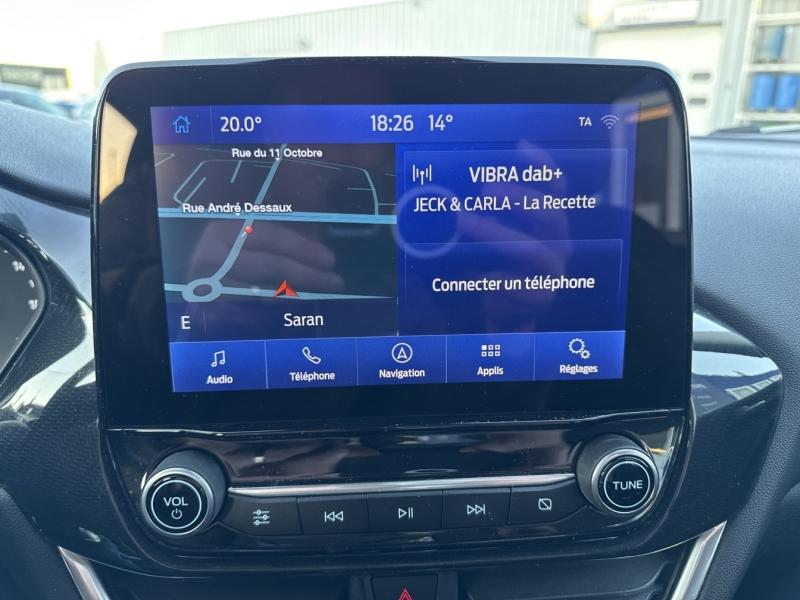 20.0° 18:26 14° TA
Rue du 11 Octobre
Rue André Dessaux
E Saran
VIBRA dab+
JECK & CARLA - La Recette
Connecter un téléphone
Audio Téléphone Navigation Applis Réglages
VOL
TUNE